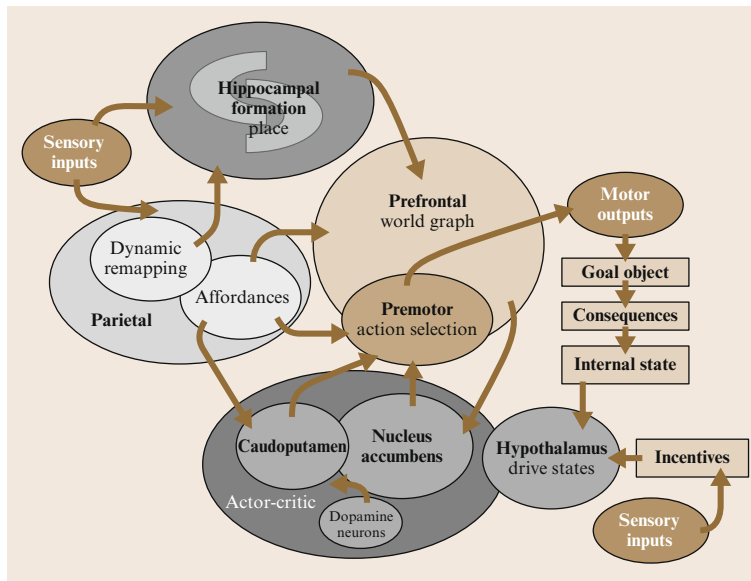 Hippocampal
formation
place
Sensory
inputs
Prefrontal
world graph
Motor
outputs
Dynamic
remapping
Goal object
Affordances
Premotor
action selection
Parietal
Consequences
Internal state
Caudoputamen
Nucleus
accumbens
Hypothalamus
drive states
Incentives
Actor-critic
Dopamine
neurons
Sensory
inputs